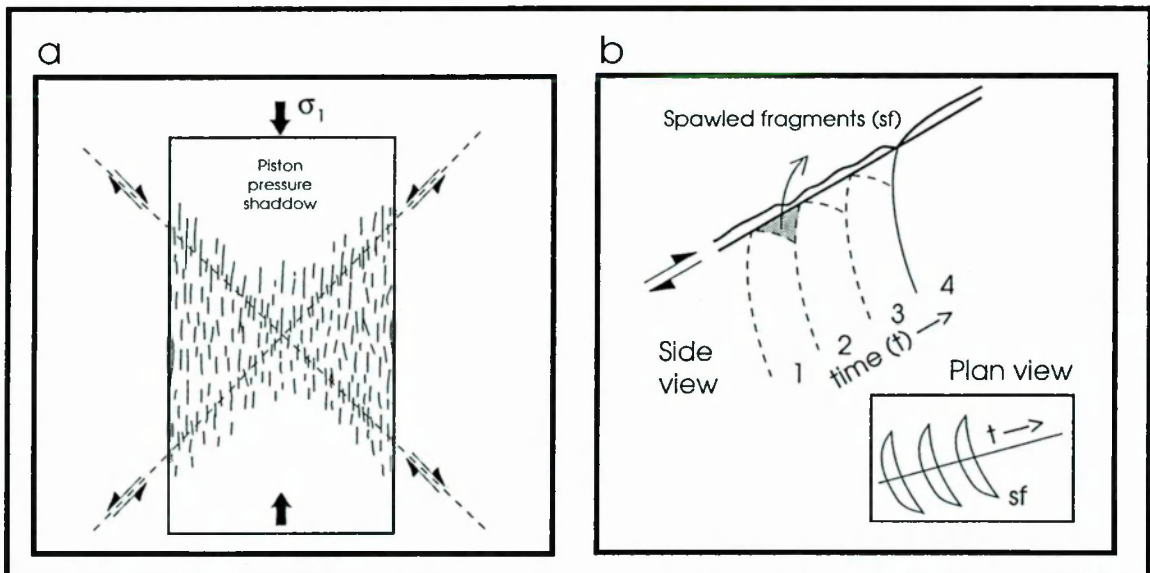 a
σ1
Piston
pressure
shaddow
b
Spawled fragments (sf)
1
2
3
4
time (t)
Side
view
Plan view
t
sf